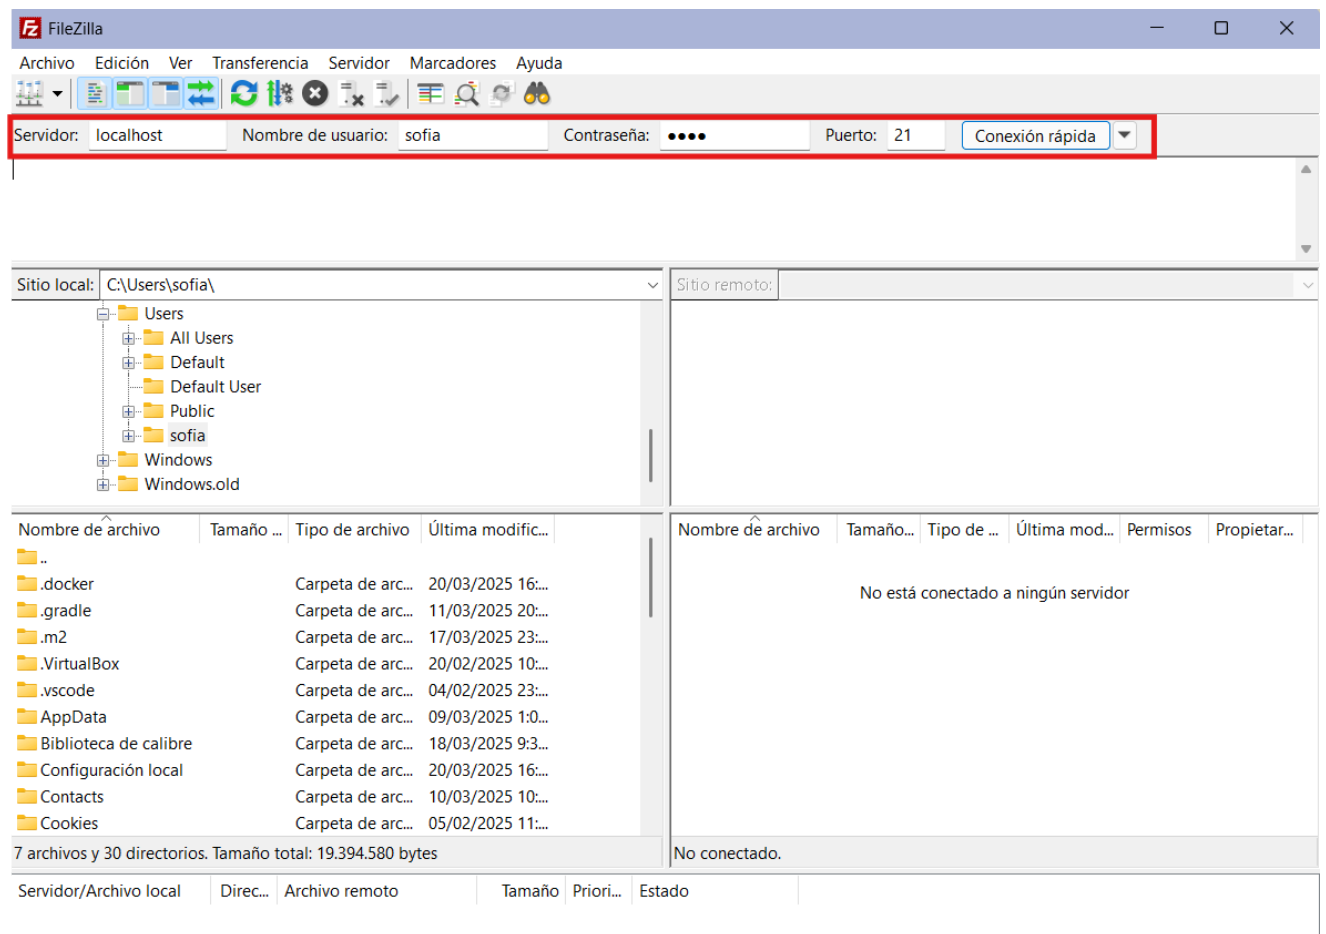 FileZilla
Archivo Edición Ver Transferencia Servidor Marcadores Ayuda
Servidor: localhost Nombre de usuario: sofia Contraseña: ●●●● Puerto: 21 Conexión rápida
Sitio local: C:\Users\sofia\
Users
All Users
Default
Default User
Public
sofia
Windows
Windows.old
Sitio remoto:
Nombre de archivo Tamaño ... Tipo de archivo Última modific...
..
.docker Carpeta de arc... 20/03/2025 16:...
.gradle Carpeta de arc... 11/03/2025 20:...
.m2 Carpeta de arc... 17/03/2025 23:...
.VirtualBox Carpeta de arc... 20/02/2025 10:...
.vscode Carpeta de arc... 04/02/2025 23:...
AppData Carpeta de arc... 09/03/2025 1:0...
Biblioteca de calibre Carpeta de arc... 18/03/2025 9:3...
Configuración local Carpeta de arc... 20/03/2025 16:...
Contacts Carpeta de arc... 10/03/2025 10:...
Cookies Carpeta de arc... 05/02/2025 11:...
7 archivos y 30 directorios. Tamaño total: 19.394.580 bytes
Nombre de archivo Tamaño... Tipo de ... Última mod... Permisos Propietar...
No está conectado a ningún servidor
No conectado.
Servidor/Archivo local Direc... Archivo remoto Tamaño Priori... Estado